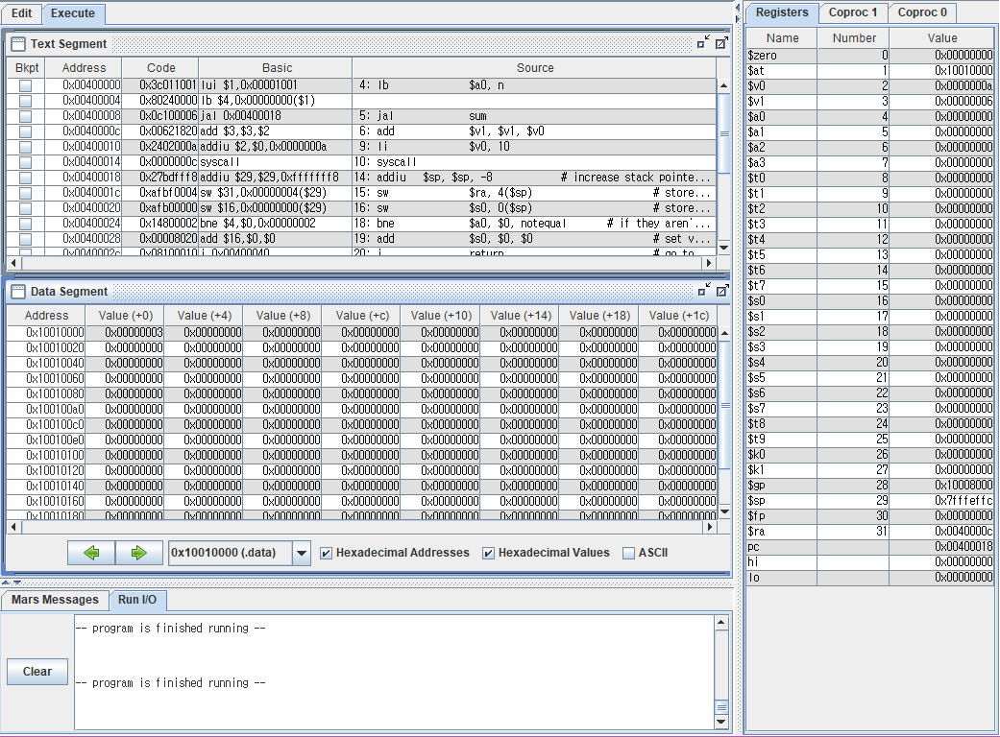 Edit Execute
Text Segment
Bkpt Address Code Basic Source
0x00400000 0x3c011001 lui $1,0x00001001 4: lb $a0, n
0x00400004 0x80240000 lb $4,0x00000000($1)
0x00400008 0x0c100006 jal 0x00400018 5: jal sum
0x0040000c 0x00621820 add $3,$3,$2 6: add $v1, $v1, $v0
0x00400010 0x2402000a addiu $2,$0,0x0000000a 9: li $v0, 10
0x00400014 0x0000000c syscall 10: syscall
0x00400018 0x27bdfff8 addiu $29,$29,0xfffffff8 14: addiu $sp, $sp, -8 # increase stack pointe...
0x0040001c 0xafbf0004 sw $31,0x00000004($29) 15: sw $ra, 4($sp) # store...
0x00400020 0xafb00000 sw $16,0x00000000($29) 16: sw $s0, 0($sp) # store...
0x00400024 0x14800002 bne $4,$0,0x00000002 18: bne $a0, $0, notequal # if they aren'...
0x00400028 0x00008020 add $16,$0,$0 19: add $s0, $0, $0 # set v...
0x0040002c 0x08100010 j 0x00400040 20: j return # go to
Data Segment
Address Value (+0) Value (+4) Value (+8) Value (+c) Value (+10) Value (+14) Value (+18) Value (+1c)
0x10010000 0x00000003 0x00000000 0x00000000 0x00000000 0x00000000 0x00000000 0x00000000 0x00000000
0x10010020 0x00000000 0x00000000 0x00000000 0x00000000 0x00000000 0x00000000 0x00000000 0x00000000
0x10010040 0x00000000 0x00000000 0x00000000 0x00000000 0x00000000 0x00000000 0x00000000 0x00000000
0x10010060 0x00000000 0x00000000 0x00000000 0x00000000 0x00000000 0x00000000 0x00000000 0x00000000
0x10010080 0x00000000 0x00000000 0x00000000 0x00000000 0x00000000 0x00000000 0x00000000 0x00000000
0x100100a0 0x00000000 0x00000000 0x00000000 0x00000000 0x00000000 0x00000000 0x00000000 0x00000000
0x100100c0 0x00000000 0x00000000 0x00000000 0x00000000 0x00000000 0x00000000 0x00000000 0x00000000
0x100100e0 0x00000000 0x00000000 0x00000000 0x00000000 0x00000000 0x00000000 0x00000000 0x00000000
0x10010100 0x00000000 0x00000000 0x00000000 0x00000000 0x00000000 0x00000000 0x00000000 0x00000000
0x10010120 0x00000000 0x00000000 0x00000000 0x00000000 0x00000000 0x00000000 0x00000000 0x00000000
0x10010140 0x00000000 0x00000000 0x00000000 0x00000000 0x00000000 0x00000000 0x00000000 0x00000000
0x10010160 0x00000000 0x00000000 0x00000000 0x00000000 0x00000000 0x00000000 0x00000000 0x00000000
0x10010180 0x00000000 0x00000000 0x00000000 0x00000000 0x00000000 0x00000000 0x00000000 0x00000000
0x10010000 (.data) Hexadecimal Addresses Hexadecimal Values ASCII
Mars Messages Run I/O
-- program is finished running --
Clear
-- program is finished running --
Registers Coproc 1 Coproc 0
Name Number Value
$zero 0 0x00000000
$at 1 0x10010000
$v0 2 0x0000000a
$v1 3 0x00000006
$a0 4 0x00000000
$a1 5 0x00000000
$a2 6 0x00000000
$a3 7 0x00000000
$t0 8 0x00000000
$t1 9 0x00000000
$t2 10 0x00000000
$t3 11 0x00000000
$t4 12 0x00000000
$t5 13 0x00000000
$t6 14 0x00000000
$t7 15 0x00000000
$s0 16 0x00000000
$s1 17 0x00000000
$s2 18 0x00000000
$s3 19 0x00000000
$s4 20 0x00000000
$s5 21 0x00000000
$s6 22 0x00000000
$s7 23 0x00000000
$t8 24 0x00000000
$t9 25 0x00000000
$k0 26 0x00000000
$k1 27 0x00000000
$gp 28 0x10008000
$sp 29 0x7fffeffc
$fp 30 0x00000000
$ra 31 0x0040000c
pc 0x00400018
hi 0x00000000
lo 0x00000000